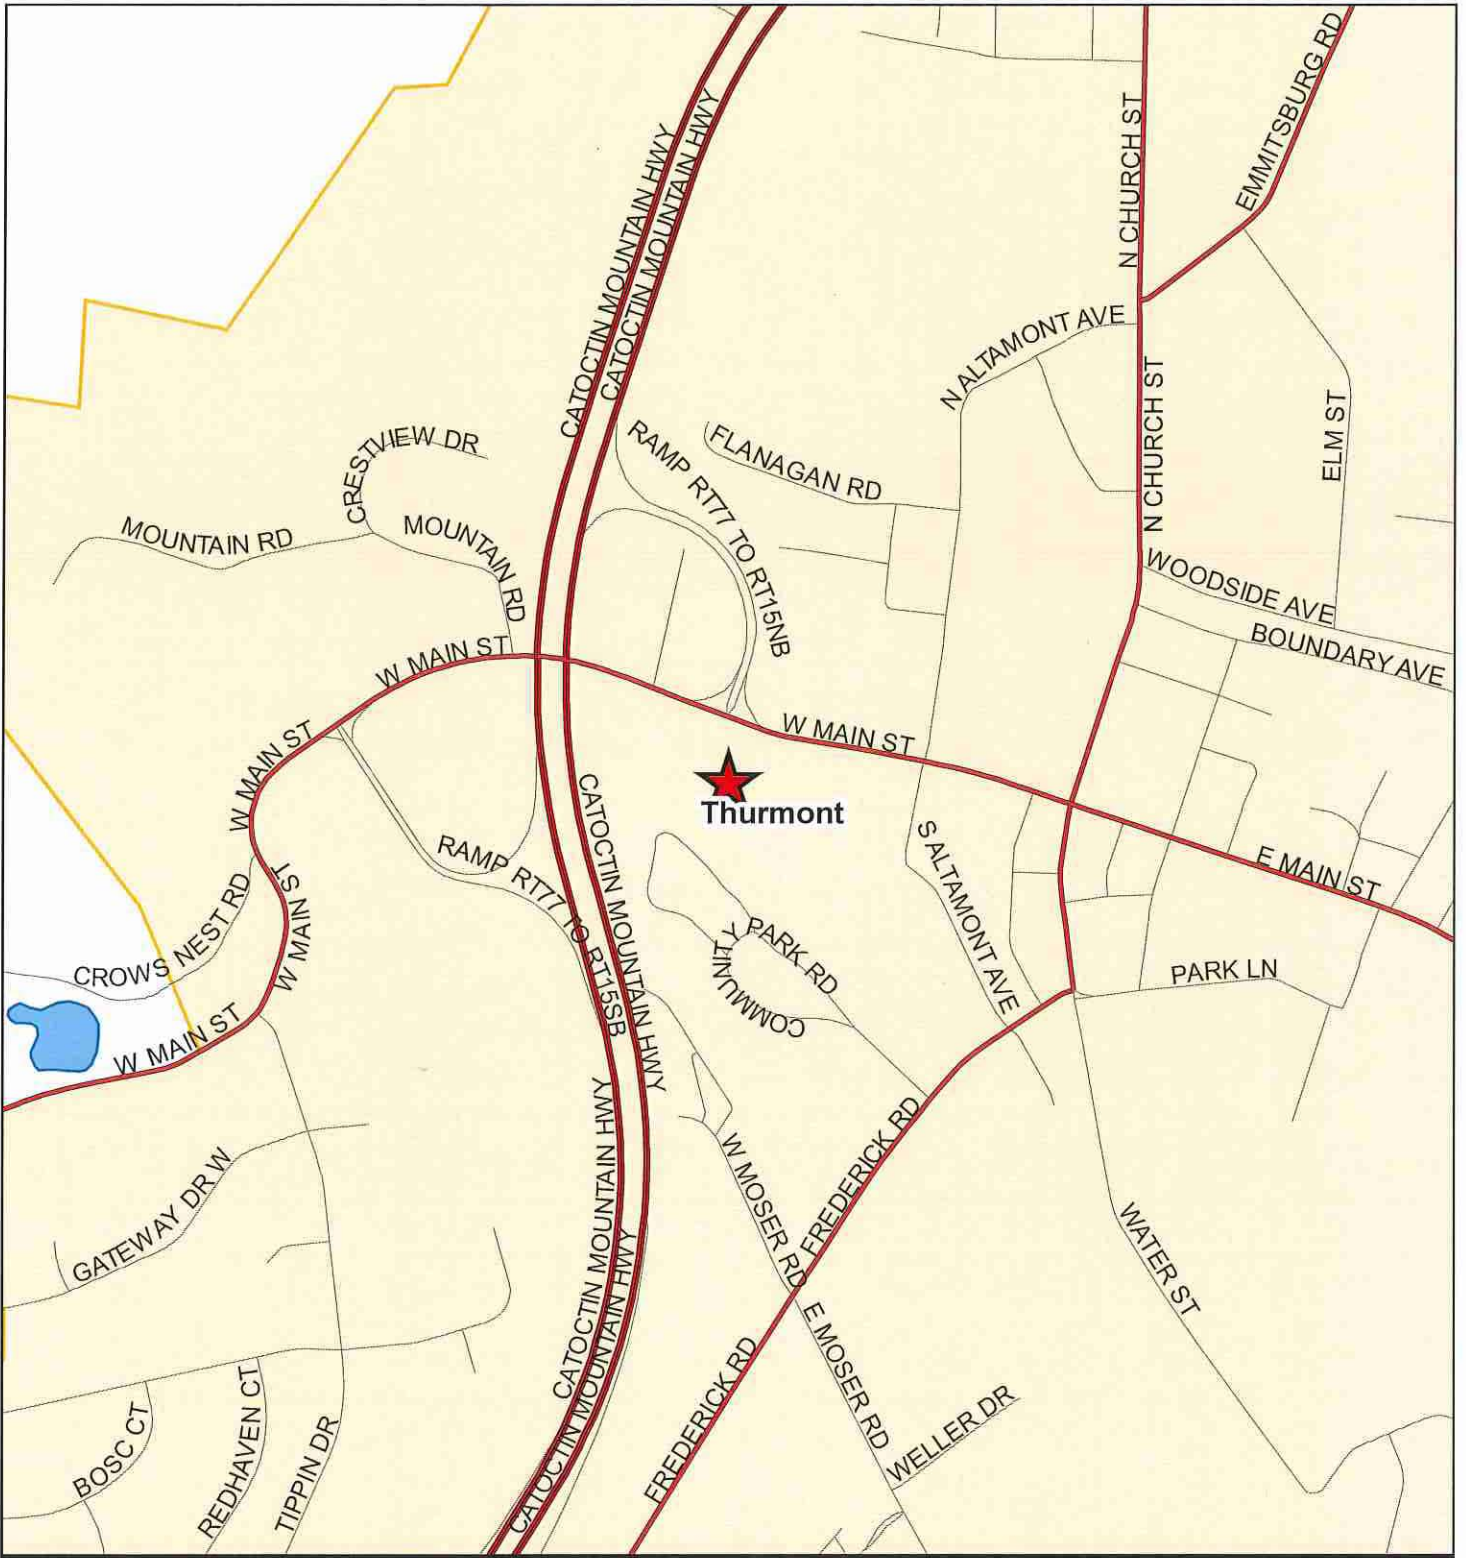 EMMITSBURG RD
N CHURCH ST
CATOCTIN MOUNTAIN HWY
CATOCTIN MOUNTAIN HWY
N ALTAMONT AVE
N CHURCH ST
ELM ST
CRESTVIEW DR
RAMP RT77 TO RT15NB
FLANAGAN RD
MOUNTAIN RD
MOUNTAIN RD
WOODSIDE AVE
BOUNDARY AVE
W MAIN ST
W MAIN ST
W MAIN ST
Thurmont
CATOCTIN MOUNTAIN HWY
RAMP RT77 TO RT15SB
S ALTAMONT AVE
E MAIN ST
CROWS NEST RD
W MAIN ST
COMMUNITY PARK RD
PARK LN
W MAIN ST
CATOCTIN MOUNTAIN HWY
FREDERICK RD
W MOSER RD
GATEWAY DR W
WATER ST
CATOCTIN MOUNTAIN HWY
E MOSER RD
FREDERICK RD
WELLER DR
BOSC CT
REDHAVEN CT
TIPPIN DR